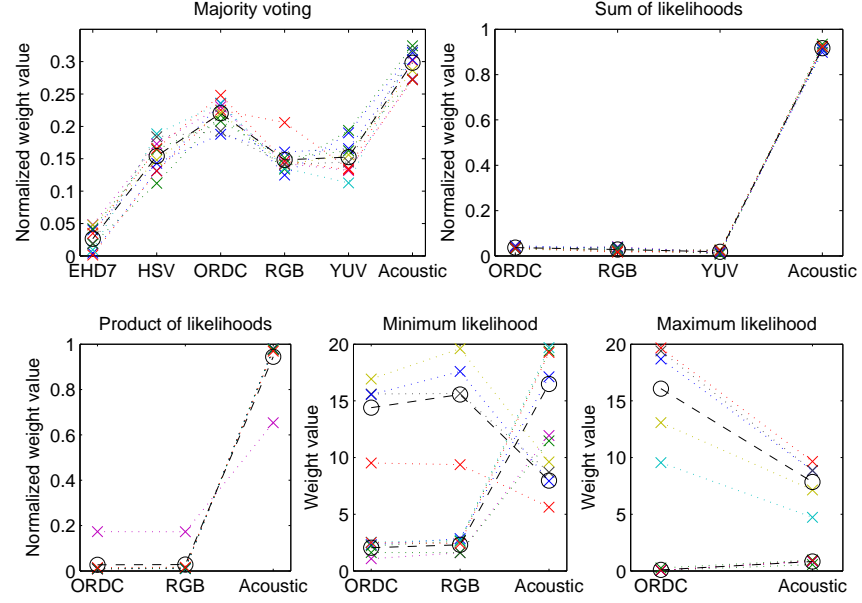 Majority voting
Normalized weight value
0.35
0.3
0.25
0.2
0.15
0.1
0.05
0
EHD7 HSV ORDC RGB YUV Acoustic
Sum of likelihoods
Normalized weight value
1
0.8
0.6
0.4
0.2
0
ORDC RGB YUV Acoustic
Product of likelihoods
Normalized weight value
1
0.8
0.6
0.4
0.2
0
ORDC RGB Acoustic
Minimum likelihood
Weight value
20
15
10
5
0
ORDC RGB Acoustic
Maximum likelihood
Weight value
20
15
10
5
0
ORDC Acoustic